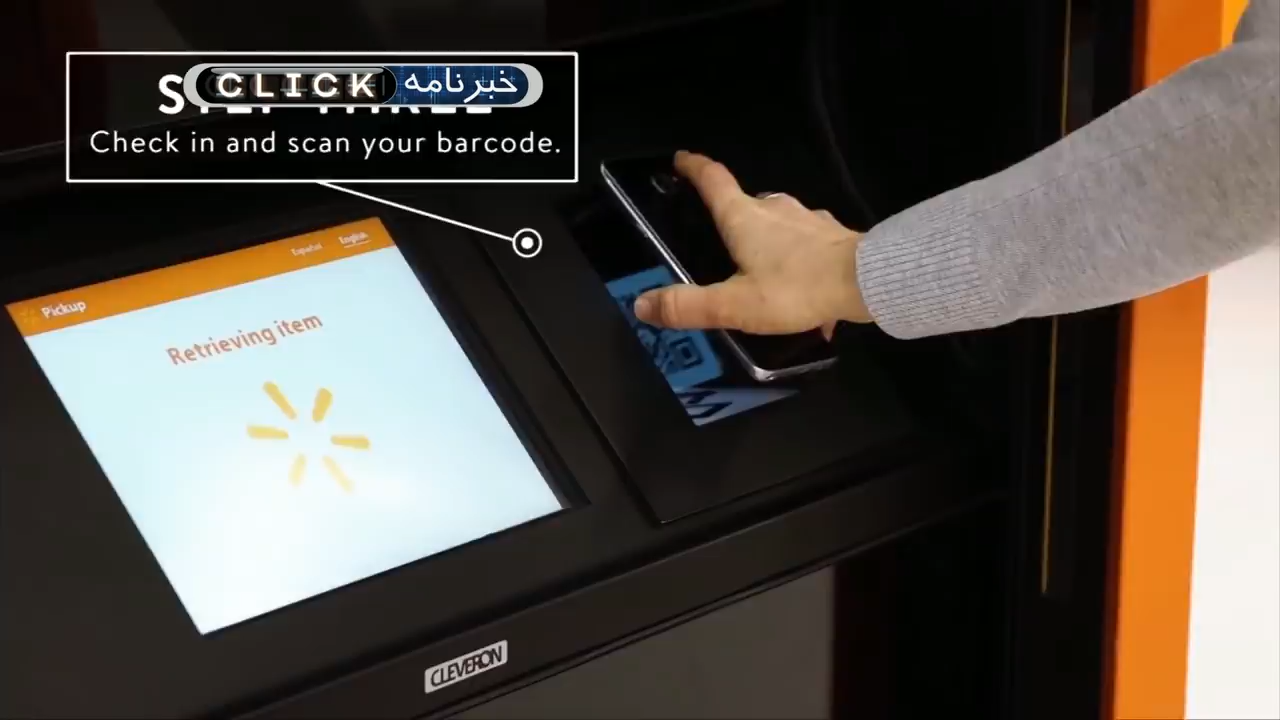 CLICK خبرنامه
Check in and scan your barcode.
Español English
Pickup
Retrieving item
CLEVERON